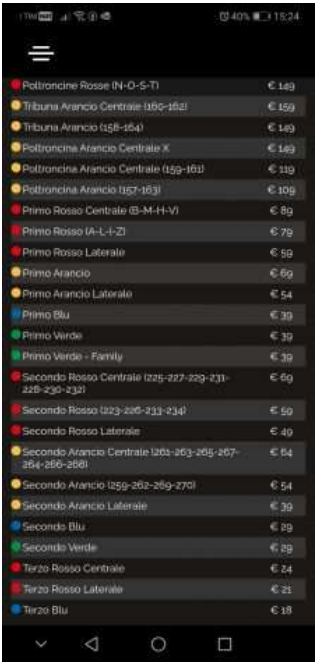 40% 15:24
Poltroncine Rosse (N-O-S-T) € 149
Tribuna Arancio Centrale (160-162) € 159
Tribuna Arancio (158-164) € 149
Poltroncina Arancio Centrale X € 149
Poltroncina Arancio Centrale (159-161) € 119
Poltroncina Arancio (157-163) € 109
Primo Rosso Centrale (B-M-H-V) € 89
Primo Rosso (A-L-I-Z) € 79
Primo Rosso Laterale € 59
Primo Arancio € 69
Primo Arancio Laterale € 54
Primo Blu € 39
Primo Verde € 39
Primo Verde - Family € 39
Secondo Rosso Centrale (225-227-229-231-
228-230-232) € 69
Secondo Rosso (223-226-233-234) € 59
Secondo Rosso Laterale € 49
Secondo Arancio Centrale (261-263-265-267-
264-266-268) € 64
Secondo Arancio (259-262-269-270) € 54
Secondo Arancio Laterale € 39
Secondo Blu € 29
Secondo Verde € 29
Terzo Rosso Centrale € 24
Terzo Rosso Laterale € 21
Terzo Blu € 18